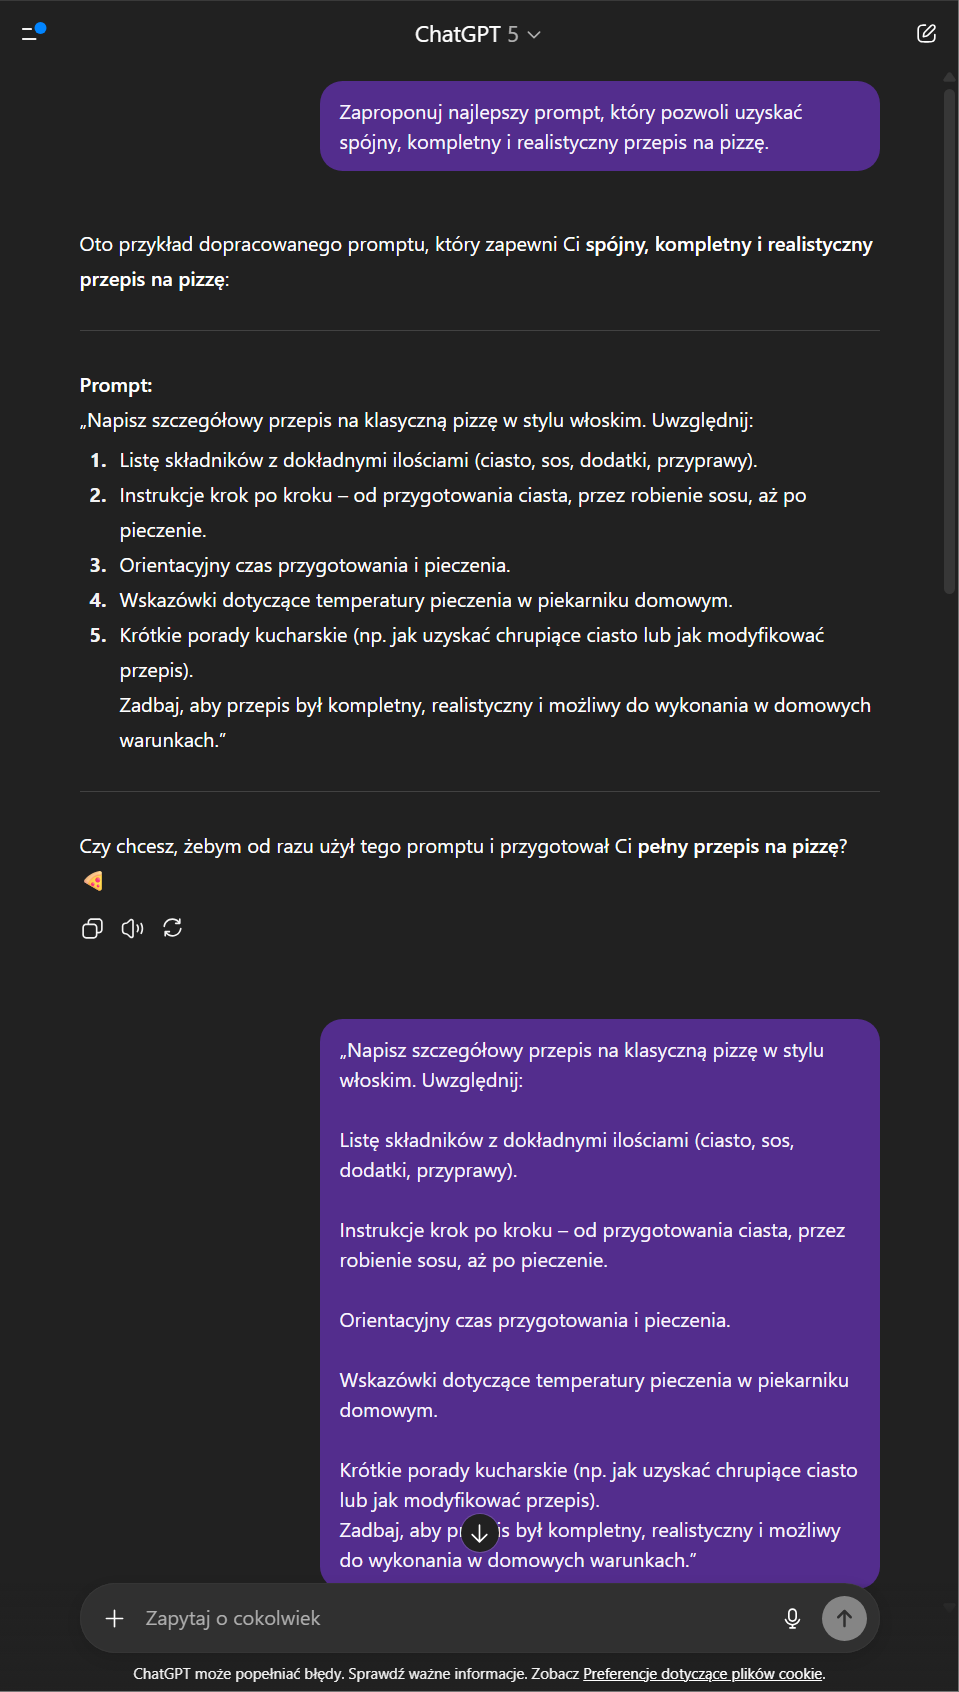 ChatGPT 5
Zaproponuj najlepszy prompt, który pozwoli uzyskać
spójny, kompletny i realistyczny przepis na pizzę.
Oto przykład dopracowanego promptu, który zapewni Ci spójny, kompletny i realistyczny
przepis na pizzę:
Prompt:
„Napisz szczegółowy przepis na klasyczną pizzę w stylu włoskim. Uwzględnij:
1. Listę składników z dokładnymi ilościami (ciasto, sos, dodatki, przyprawy).
2. Instrukcje krok po kroku – od przygotowania ciasta, przez robienie sosu, aż po
pieczenie.
3. Orientacyjny czas przygotowania i pieczenia.
4. Wskazówki dotyczące temperatury pieczenia w piekarniku domowym.
5. Krótkie porady kucharskie (np. jak uzyskać chrupiące ciasto lub jak modyfikować
przepis).
Zadbaj, aby przepis był kompletny, realistyczny i możliwy do wykonania w domowych
warunkach.”
Czy chcesz, żebym od razu użył tego promptu i przygotował Ci pełny przepis na pizzę?
„Napisz szczegółowy przepis na klasyczną pizzę w stylu
włoskim. Uwzględnij:
Listę składników z dokładnymi ilościami (ciasto, sos,
dodatki, przyprawy).
Instrukcje krok po kroku – od przygotowania ciasta, przez
robienie sosu, aż po pieczenie.
Orientacyjny czas przygotowania i pieczenia.
Wskazówki dotyczące temperatury pieczenia w piekarniku
domowym.
Krótkie porady kucharskie (np. jak uzyskać chrupiące ciasto
lub jak modyfikować przepis).
Zadbaj, aby przepis był kompletny, realistyczny i możliwy
do wykonania w domowych warunkach.”
Zapytaj o cokolwiek
ChatGPT może popełniać błędy. Sprawdź ważne informacje. Zobacz Preferencje dotyczące plików cookie.